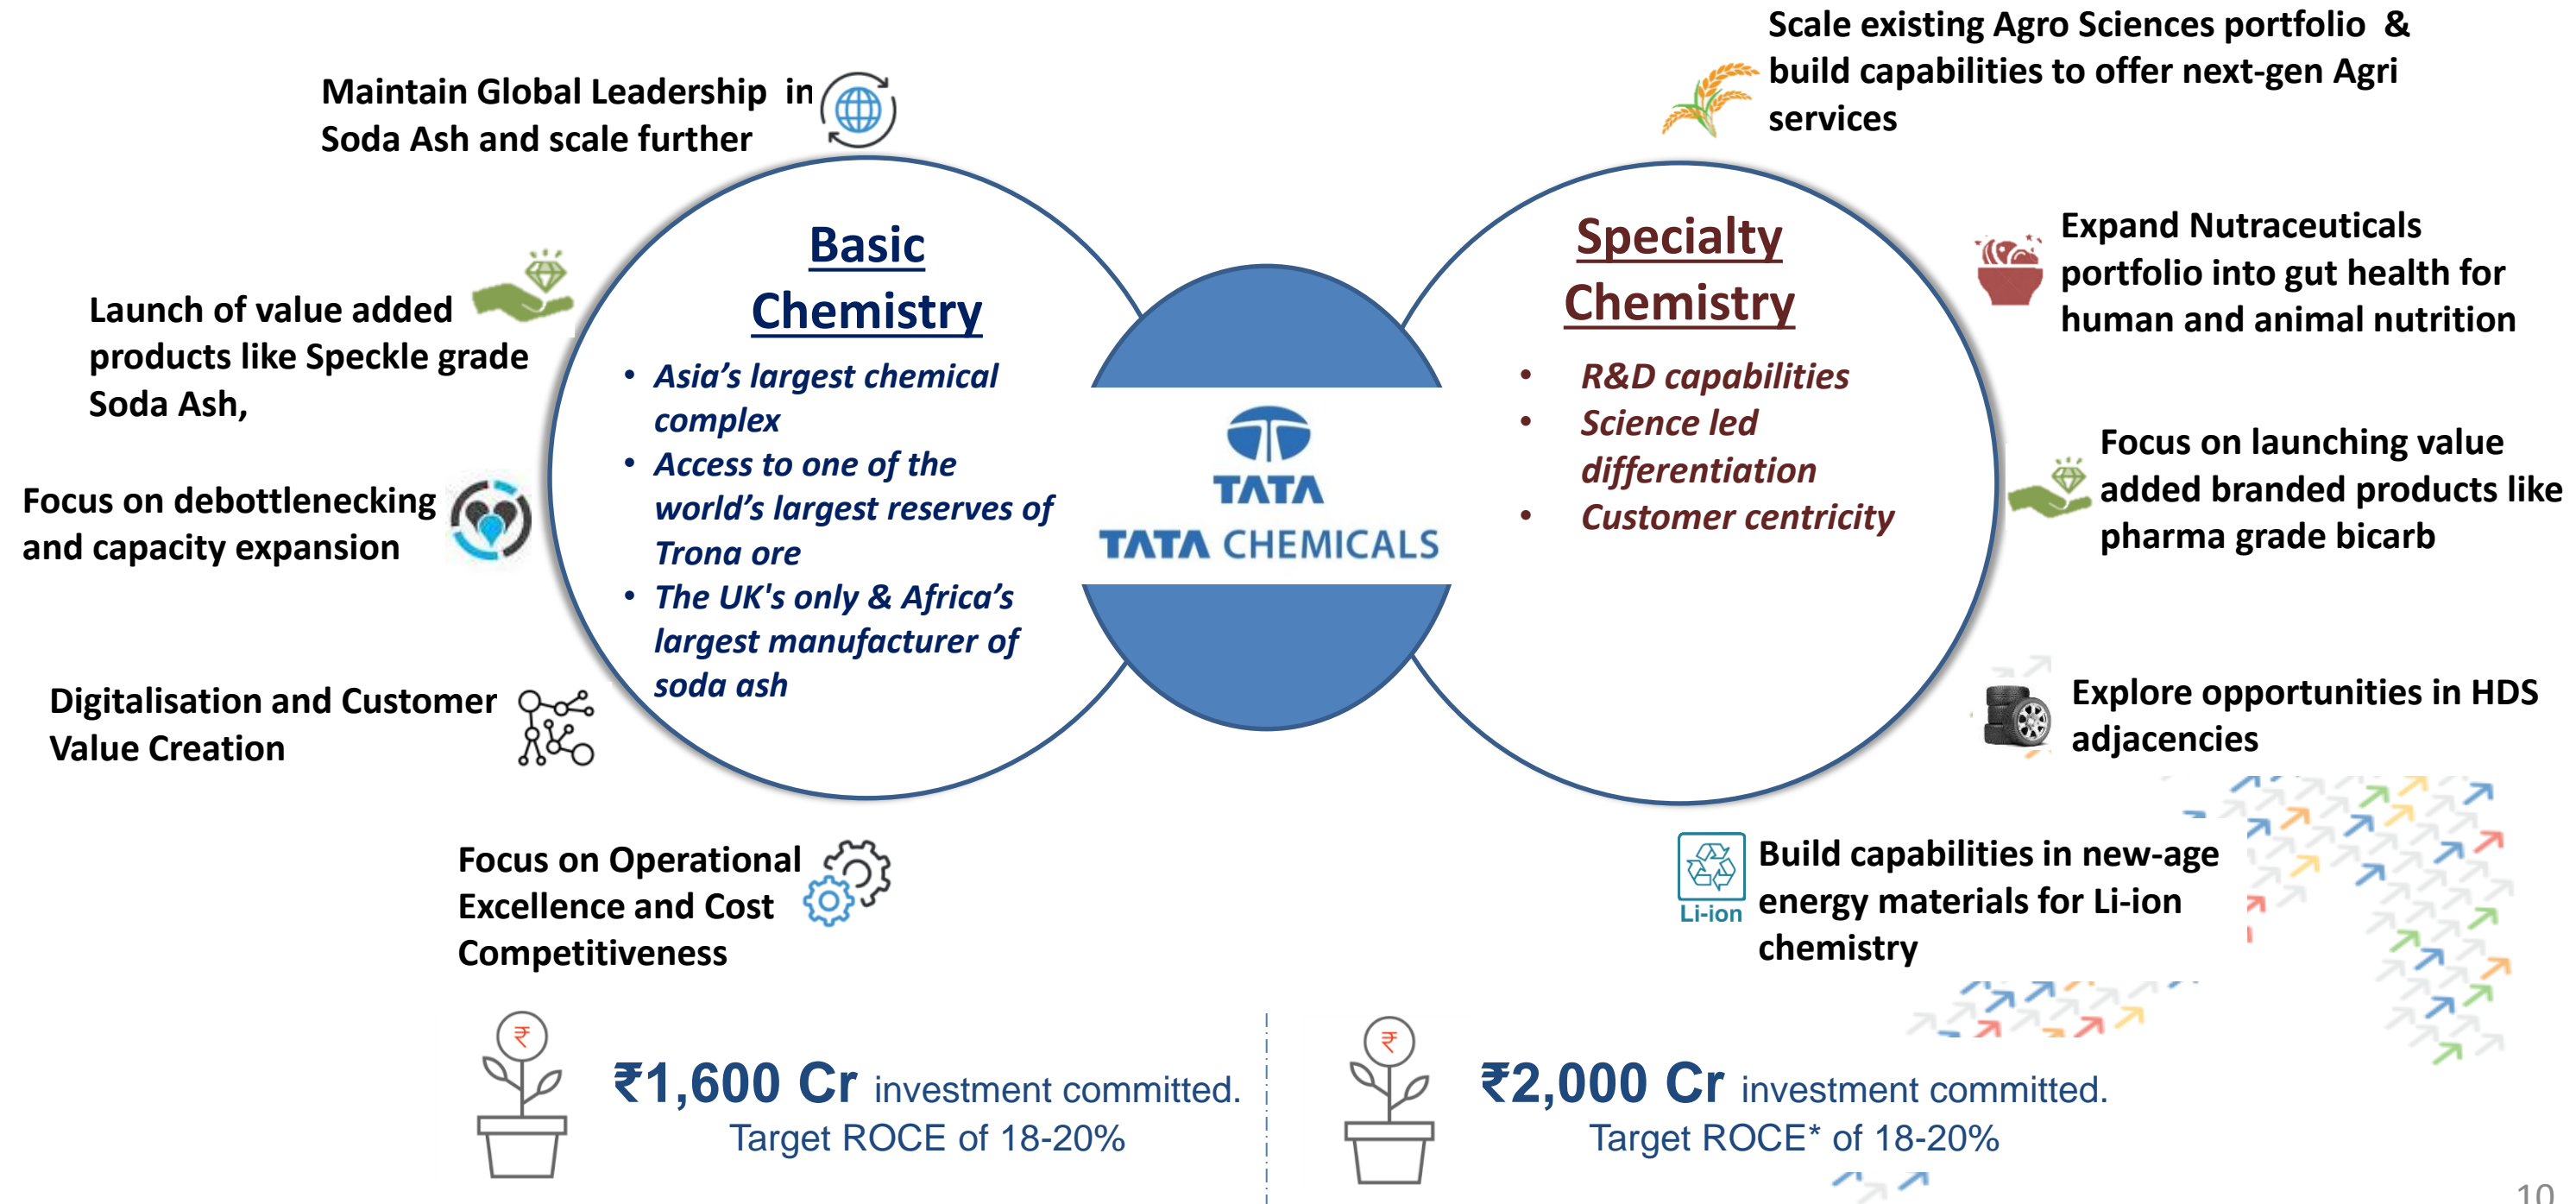 Maintain Global Leadership in
Soda Ash and scale further
Launch of value added
products like Speckle grade
Soda Ash,
Focus on debottlenecking
and capacity expansion
Digitalisation and Customer
Value Creation
Focus on Operational
Excellence and Cost
Competitiveness
Basic
Chemistry
• Asia’s largest chemical
complex
• Access to one of the
world’s largest reserves of
Trona ore
• The UK's only & Africa’s
largest manufacturer of
soda ash
TATA
TATA CHEMICALS
Specialty
Chemistry
• R&D capabilities
• Science led
differentiation
• Customer centricity
Scale existing Agro Sciences portfolio &
build capabilities to offer next-gen Agri
services
Expand Nutraceuticals
portfolio into gut health for
human and animal nutrition
Focus on launching value
added branded products like
pharma grade bicarb
Explore opportunities in HDS
adjacencies
Li-ion
Build capabilities in new-age
energy materials for Li-ion
chemistry
₹
₹1,600 Cr investment committed.
Target ROCE of 18-20%
₹
₹2,000 Cr investment committed.
Target ROCE* of 18-20%
10